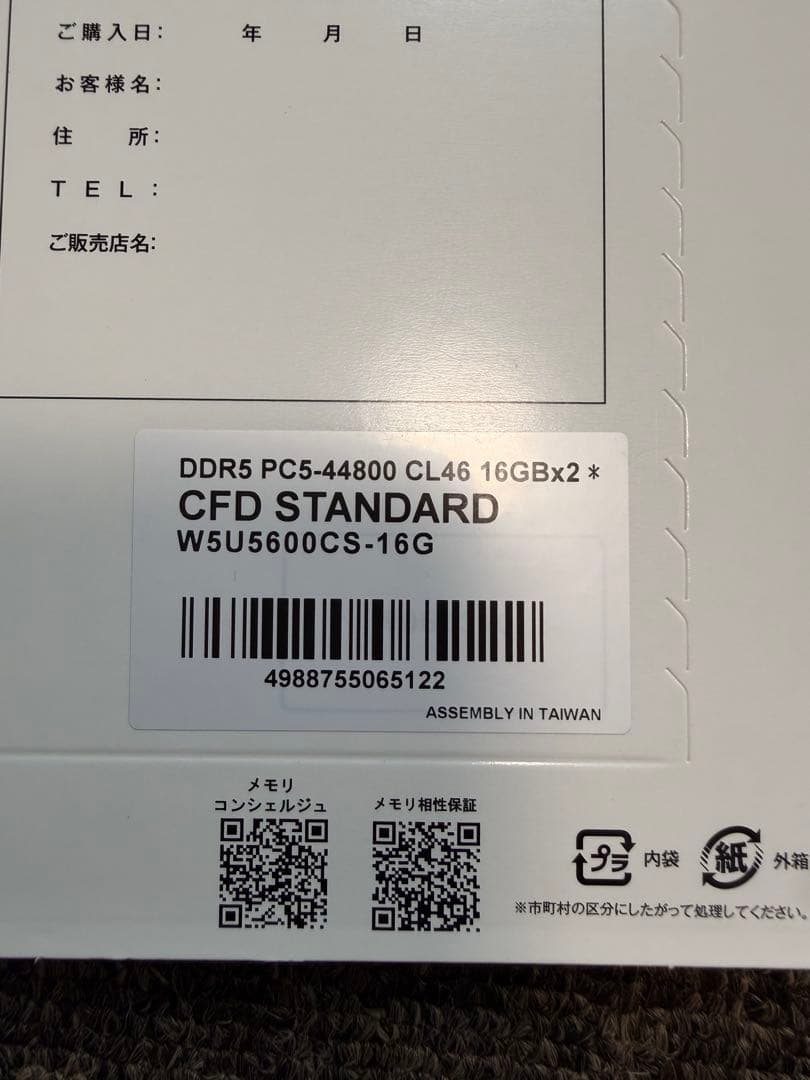 ご購入日: 年 月 日
お客様名:
住 所:
TEL:
ご販売店名:
DDR5 PC5-44800 CL46 16GBx2 *
CFD STANDARD
W5U5600CS-16G
4988755065122
ASSEMBLY IN TAIWAN
メモリ
コンシェルジュ
メモリ相性保証
プラ 内袋
紙 外箱
※市町村の区分にしたがって処理してください。